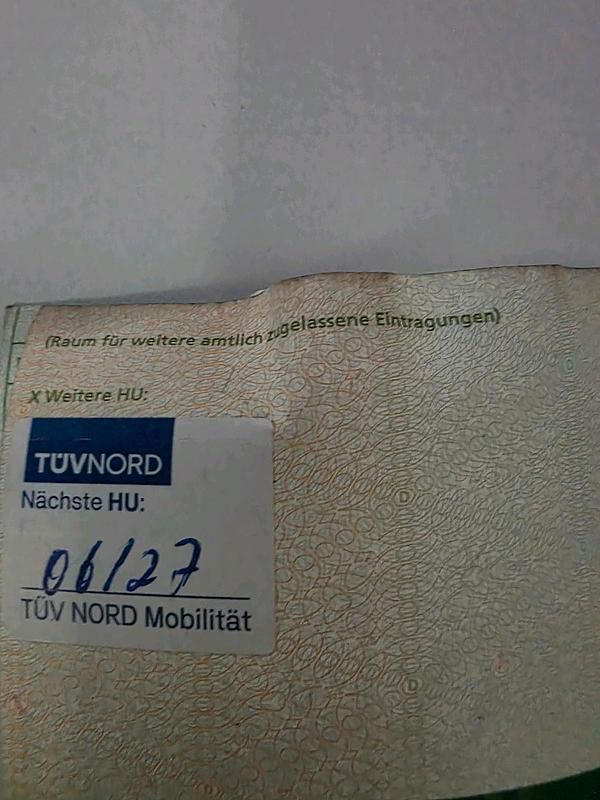 (Raum für weitere amtlich zugelassene Eintragungen)
X Weitere HU:
TÜVNORD
Nächste HU:
06/27
TÜV NORD Mobilität